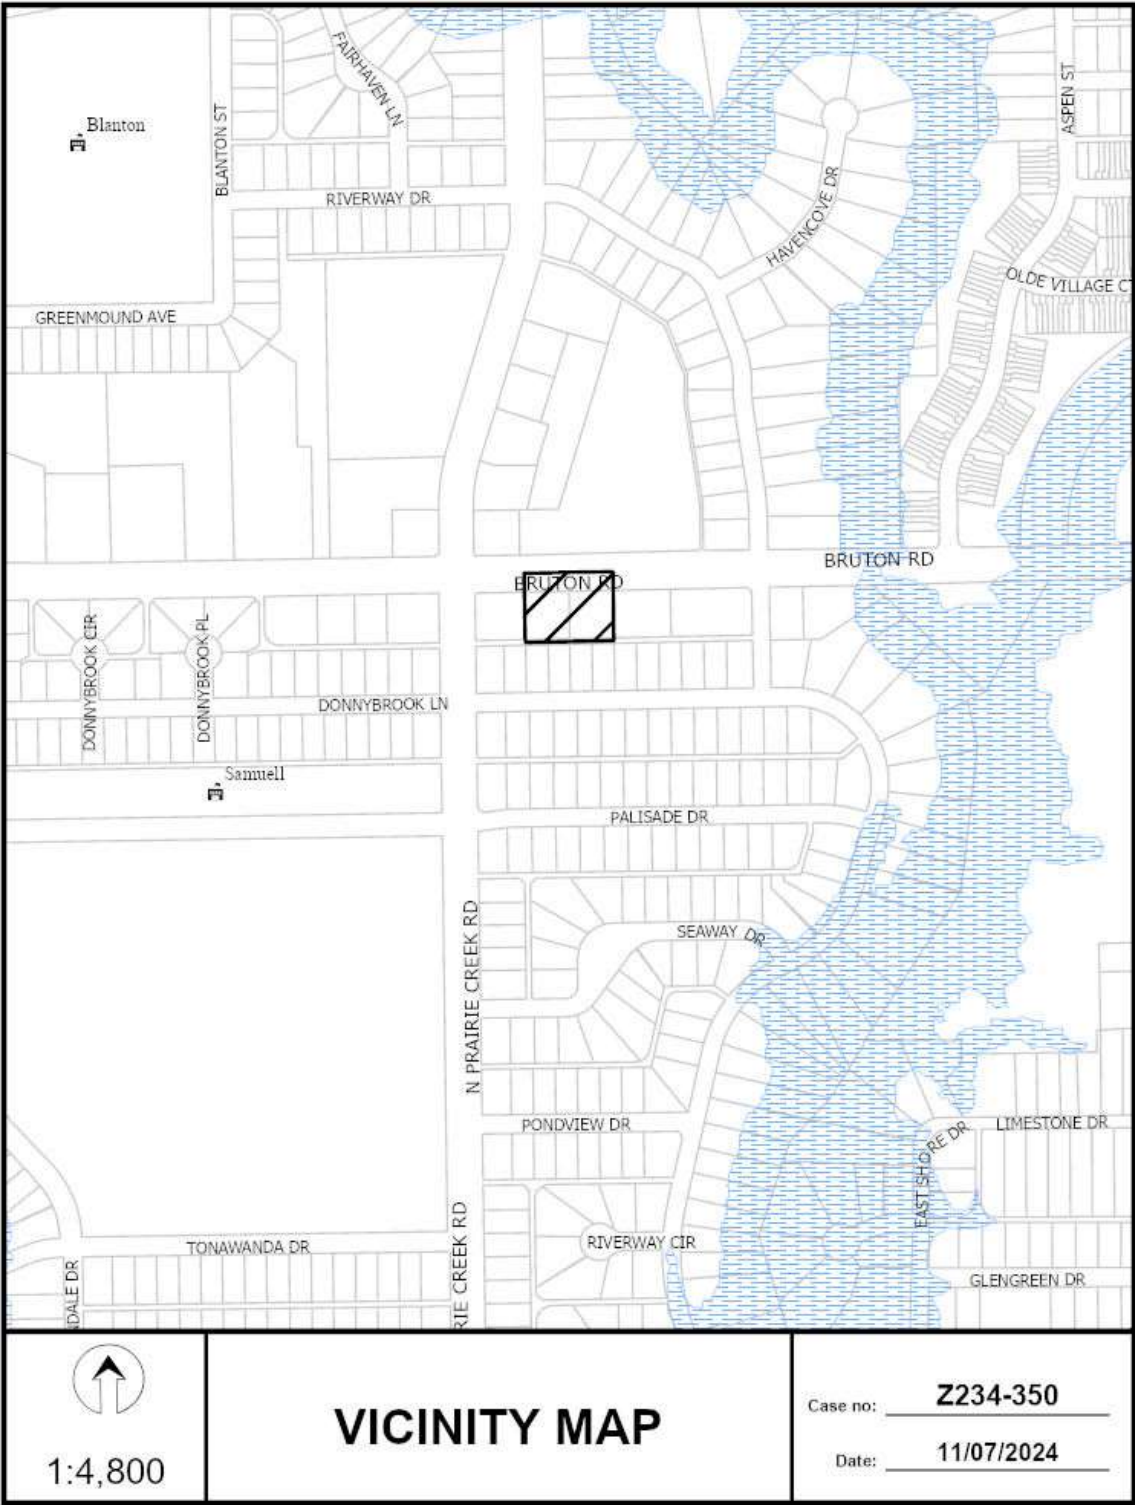 FAIRHAVEN LN
ASPEN ST
Blanton
BLANTON ST
RIVERWAY DR
HAVENCOVE DR
OLDE VILLAGE C
GREENMOUND AVE
BRUTON RD
BRUTON RD
DONNYBROOK CIR
DONNYBROOK PL
DONNYBROOK LN
Samuell
PALISADE DR
SEAWAY DR
N PRAIRIE CREEK RD
PONDVIEW DR
LIMESTONE DR
EAST SHORE DR
RIE CREEK RD
RIVERWAY CIR
TONAWANDA DR
NDALE DR
GLENGREEN DR
1:4,800
VICINITY MAP
Case no: Z234-350
Date: 11/07/2024